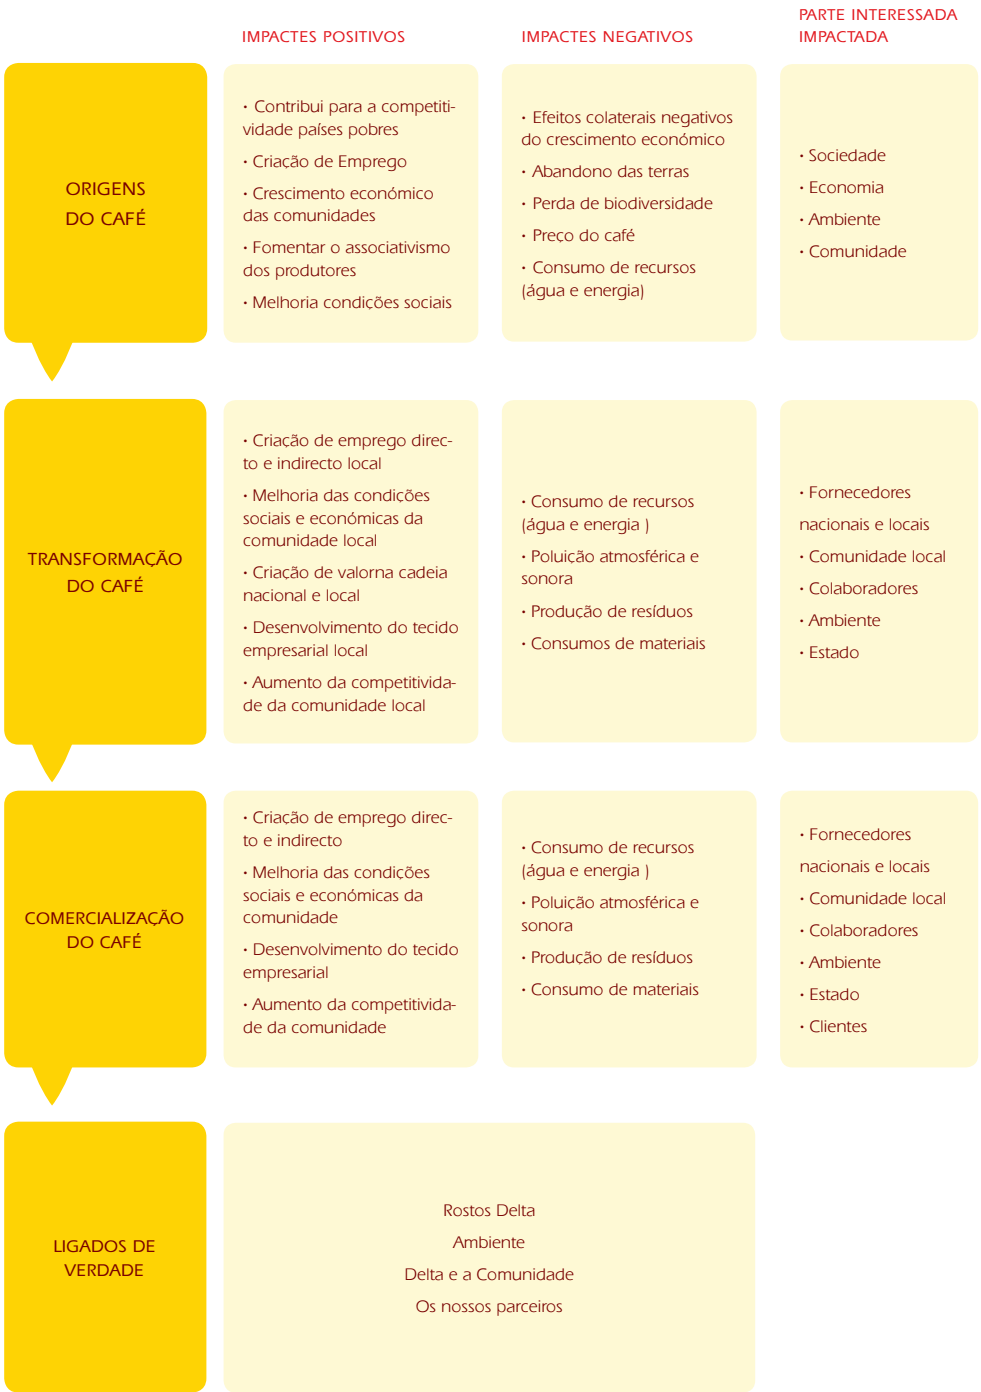 IMPACTES POSITIVOS
IMPACTES NEGATIVOS
PARTE INTERESSADA
IMPACTADA
ORIGENS
DO CAFÉ
• Contribui para a competiti-
vidade países pobres
• Criação de Emprego
• Crescimento económico
das comunidades
• Fomentar o associativismo
dos produtores
• Melhoria condições sociais
• Efeitos colaterais negativos
do crescimento económico
• Abandono das terras
• Perda de biodiversidade
• Preço do café
• Consumo de recursos
(água e energia)
• Sociedade
• Economia
• Ambiente
• Comunidade
TRANSFORMAÇÃO
DO CAFÉ
• Criação de emprego direc-
to e indirecto local
• Melhoria das condições
sociais e económicas da
comunidade local
• Criação de valorna cadeia
nacional e local
• Desenvolvimento do tecido
empresarial local
• Aumento da competitivida-
de da comunidade local
• Consumo de recursos
(água e energia )
• Poluição atmosférica e
sonora
• Produção de resíduos
• Consumos de materiais
• Fornecedores
nacionais e locais
• Comunidade local
• Colaboradores
• Ambiente
• Estado
COMERCIALIZAÇÃO
DO CAFÉ
• Criação de emprego direc-
to e indirecto
• Melhoria das condições
sociais e económicas da
comunidade
• Desenvolvimento do tecido
empresarial
• Aumento da competitivida-
de da comunidade
• Consumo de recursos
(água e energia )
• Poluição atmosférica e
sonora
• Produção de resíduos
• Consumo de materiais
• Fornecedores
nacionais e locais
• Comunidade local
• Colaboradores
• Ambiente
• Estado
• Clientes
LIGADOS DE
VERDADE
Rostos Delta
Ambiente
Delta e a Comunidade
Os nossos parceiros